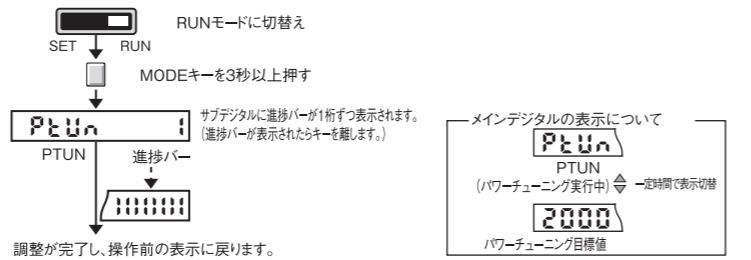 RUNモードに切替え
SET RUN
MODEキーを3秒以上押す
PtUn 1
サブデジタルに進捗バーが1桁ずつ表示されます。
(進捗バーが表示されたらキーを離します。)
PTUN 進捗バー
調整が完了し、操作前の表示に戻ります。
メインデジタルの表示について
PtUn
PTUN
(パワーチューニング実行中) 一定時間で表示切替
2000
パワーチューニング目標値